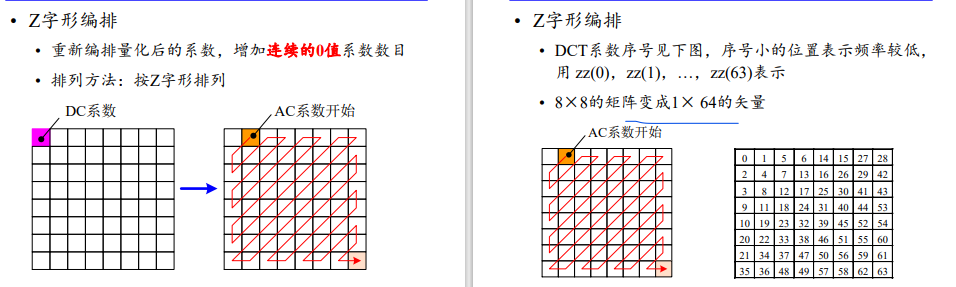 • Z字形编排
• 重新编排量化后的系数，增加连续的0值系数数目
• 排列方法：按Z字形排列
DC系数
AC系数开始
• Z字形编排
• DCT系数序号见下图，序号小的位置表示频率较低，
用 zz(0)，zz(1)，…，zz(63)表示
• 8×8的矩阵变成1× 64的矢量
AC系数开始
0 1 5 6 14 15 27 28
2 4 7 13 16 26 29 42
3 8 12 17 25 30 41 43
9 11 18 24 31 40 44 53
10 19 23 32 39 45 52 54
20 22 33 38 46 51 55 60
21 34 37 47 50 56 59 61
35 36 48 49 57 58 62 63